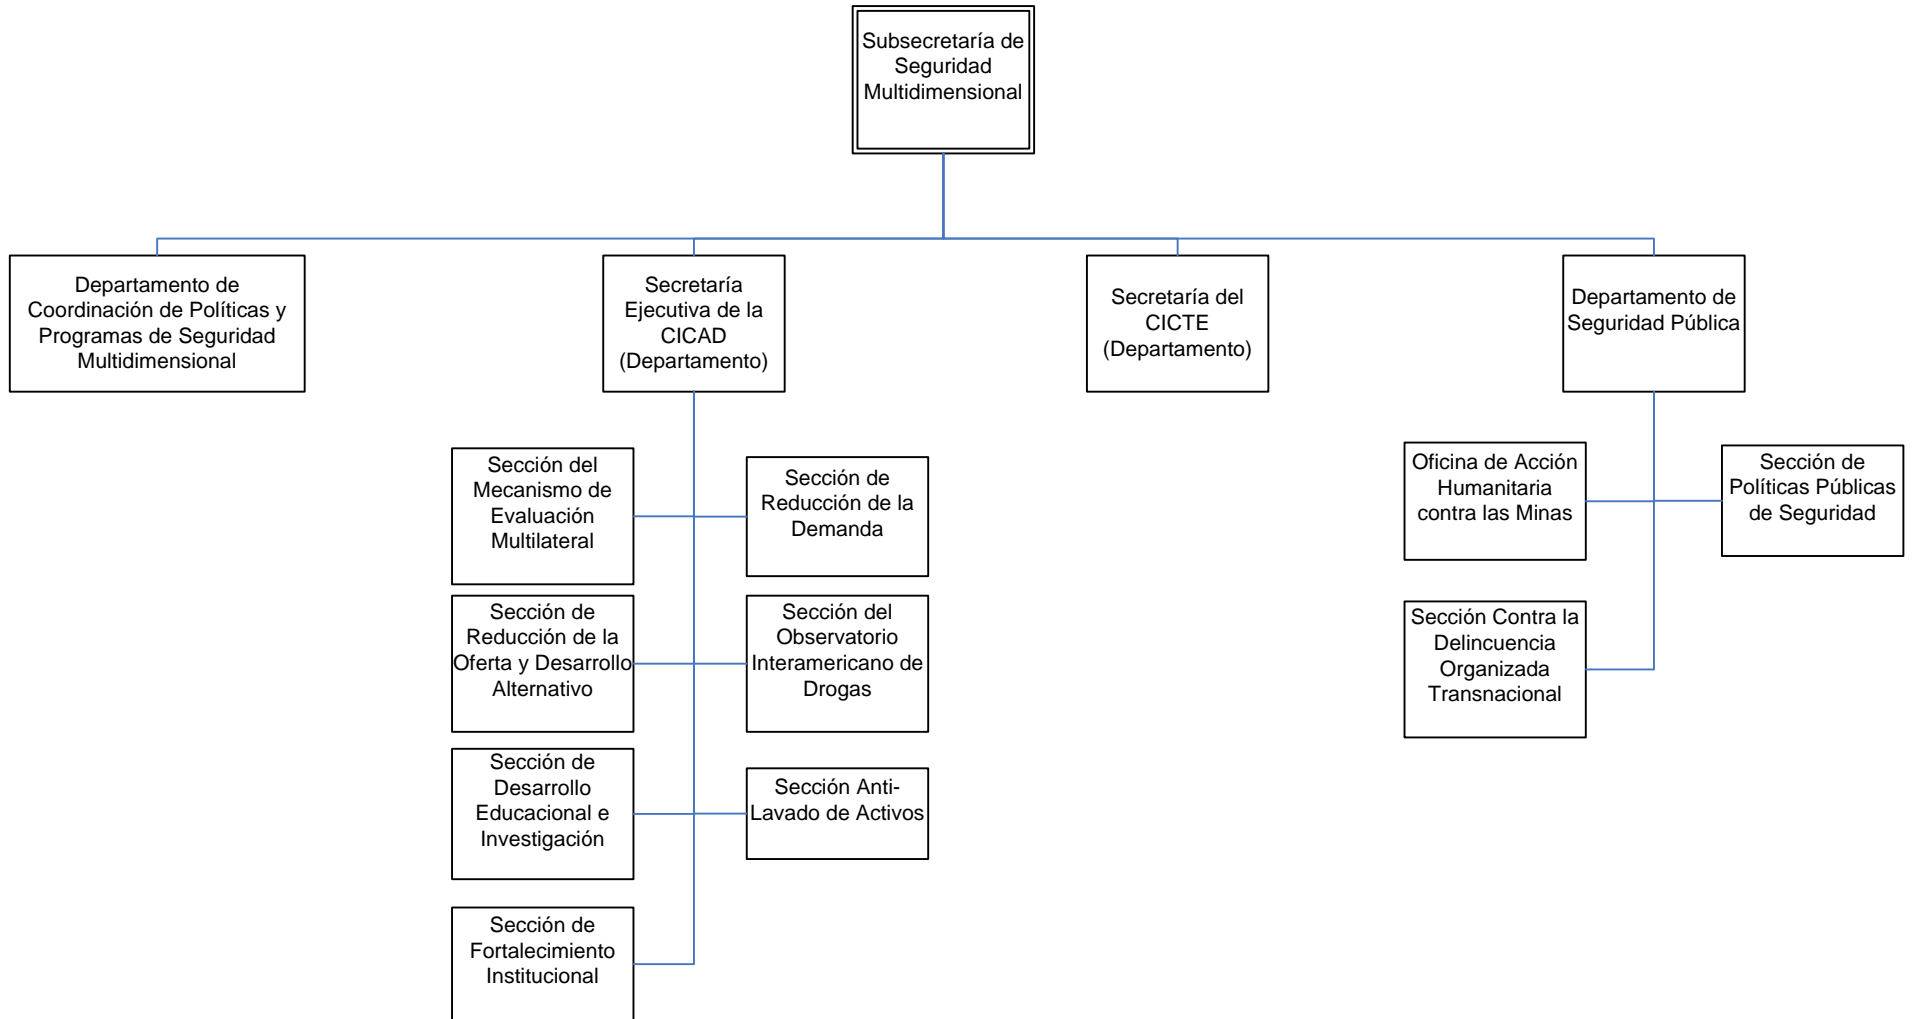 Subsecretaría de
Seguridad
Multidimensional
Departamento de
Coordinación de Políticas y
Programas de Seguridad
Multidimensional
Secretaría
Ejecutiva de la
CICAD
(Departamento)
Secretaría del
CICTE
(Departamento)
Departamento de
Seguridad Pública
Sección del
Mecanismo de
Evaluación
Multilateral
Sección de
Reducción de la
Demanda
Sección de
Reducción de la
Oferta y Desarrollo
Alternativo
Sección del
Observatorio
Interamericano de
Drogas
Sección de
Desarrollo
Educacional e
Investigación
Sección Anti-
Lavado de Activos
Sección de
Fortalecimiento
Institucional
Oficina de Acción
Humanitaria
contra las Minas
Sección de
Políticas Públicas
de Seguridad
Sección Contra la
Delincuencia
Organizada
Transnacional